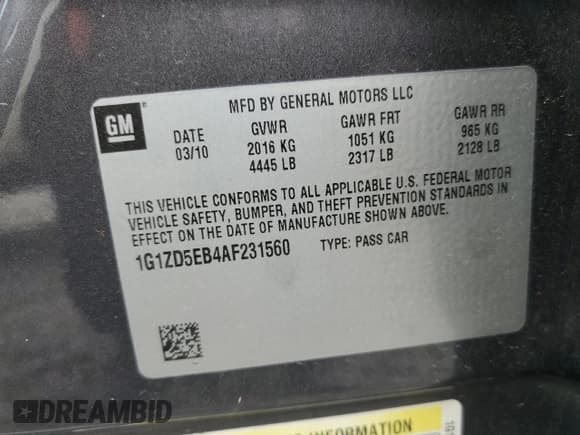 GM
MFD BY GENERAL MOTORS LLC
DATE GVWR GAWR FRT GAWR RR
03/10 2016 KG 1051 KG 965 KG
4445 LB 2317 LB 2128 LB
THIS VEHICLE CONFORMS TO ALL APPLICABLE U.S. FEDERAL MOTOR
VEHICLE SAFETY, BUMPER, AND THEFT PREVENTION STANDARDS IN
EFFECT ON THE DATE OF MANUFACTURE SHOWN ABOVE.
1G1ZD5EB4AF231560 TYPE: PASS CAR
INFORMATION
DREAMBID